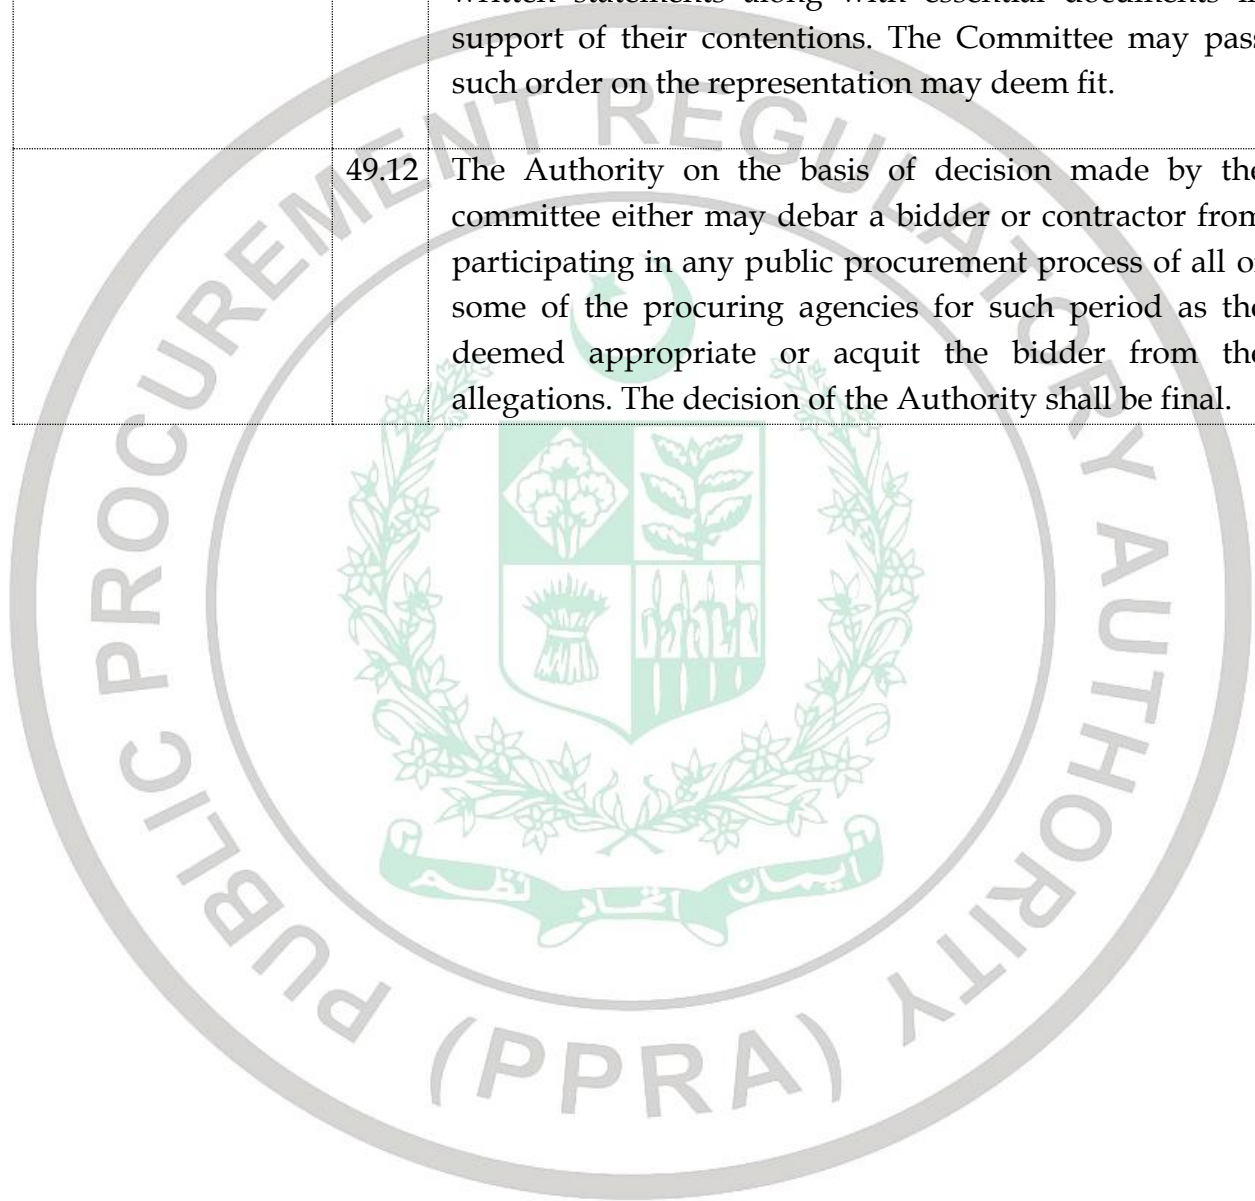 written statements along with essential documents
support of their contentions. The Committee may pass
such order on the representation may deem fit.
49.12 The Authority on the basis of decision made by the
committee either may debar a bidder or contractor from
participating in any public procurement process of all or
some of the procuring agencies for such period as the
deemed appropriate or acquit the bidder from the
allegations. The decision of the Authority shall be final.
PUBLIC PROCUREMENT REGULATORY AUTHORITY
ایمان اتحاد نظم
(PPRA)